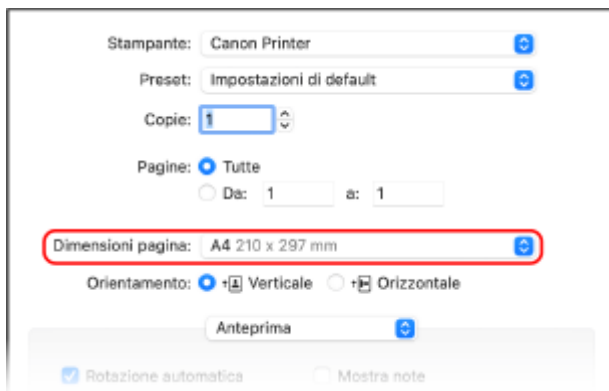 Stampante: Canon Printer
Preset: Impostazioni di default
Copie: 1
Pagine: Tutte
Da: 1 a: 1
Dimensioni pagina: A4 210 x 297 mm
Orientamento: Verticale Orizzontale
Anteprima
Rotazione automatica Mostra note